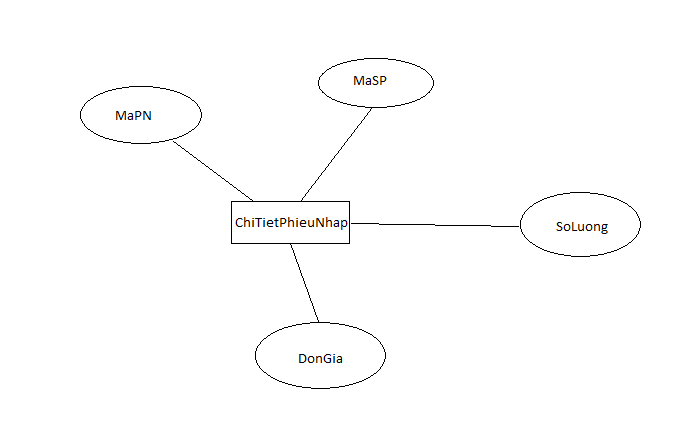 MaSP
MaPN
ChiTietPhieuNhap
SoLuong
DonGia